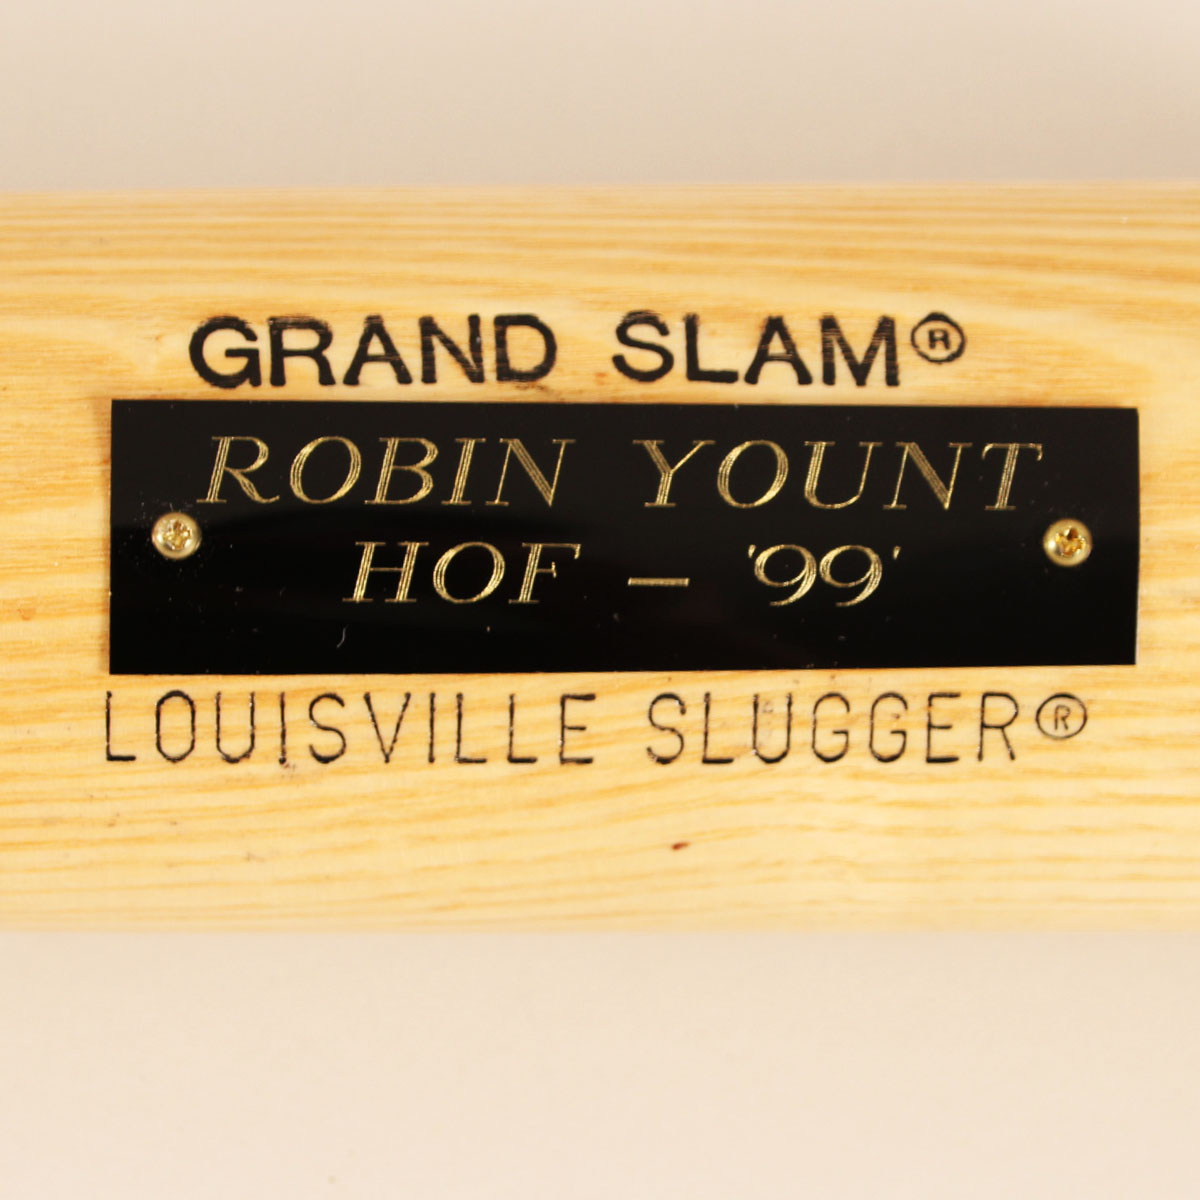 GRAND SLAM®
ROBIN YOUNT
HOF – '99'
LOUISVILLE SLUGGER®